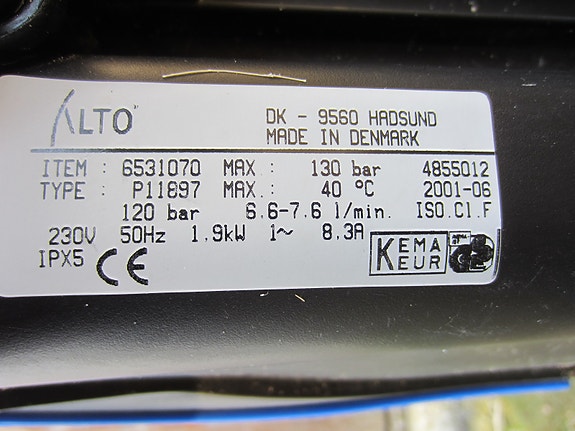 ALTO
DK - 9560 HADSUND
MADE IN DENMARK
ITEM : 6531070 MAX : 130 bar 4855012
TYPE : P11897 MAX. : 40 °C 2001-06
120 bar 6.6-7.6 l/min. ISO.Cl.F
230V 50Hz 1.9kW 1~ 8.3A
IPX5 CE KEMA
KEUR